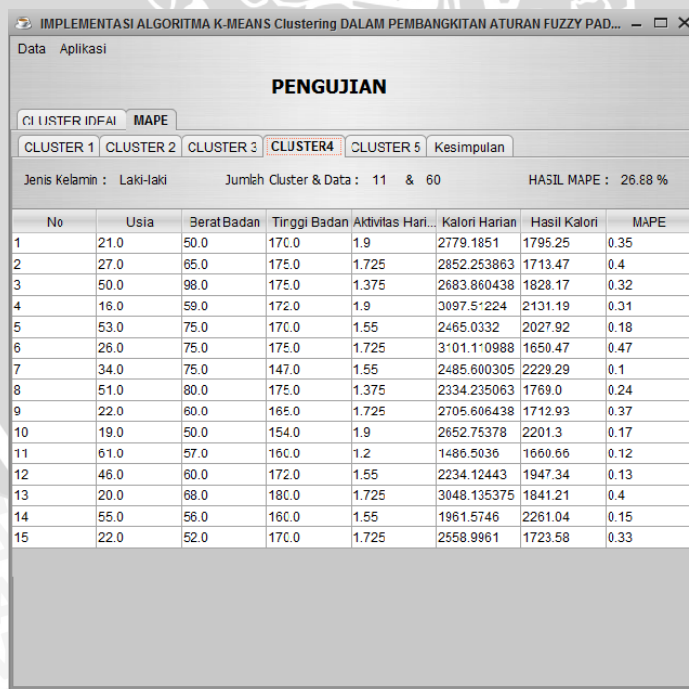 IMPLEMENTASI ALGORITMA K-MEANS Clustering DALAM PEMBANGKITAN ATURAN FUZZY PAD...
Data Aplikasi
PENGUJIAN
CLUSTER IDEAL MAPE
CLUSTER 1 CLUSTER 2 CLUSTER 3 CLUSTER4 CLUSTER 5 Kesimpulan
Jenis Kelamin : Laki-laki Jumlah Cluster & Data : 11 & 60 HASIL MAPE : 26.88 %
No Usia Berat Badan Tinggi Badan Aktivitas Hari... Kalori Harian Hasil Kalori MAPE
1 21.0 50.0 170.0 1.9 2779.1851 1795.25 0.35
2 27.0 65.0 175.0 1.725 2852.253863 1713.47 0.4
3 50.0 98.0 175.0 1.375 2683.860438 1828.17 0.32
4 16.0 59.0 172.0 1.9 3097.51224 2131.19 0.31
5 53.0 75.0 170.0 1.55 2465.0332 2027.92 0.18
6 26.0 75.0 175.0 1.725 3101.110988 1650.47 0.47
7 34.0 75.0 147.0 1.55 2485.600305 2229.29 0.1
8 51.0 80.0 175.0 1.375 2334.235063 1769.0 0.24
9 22.0 60.0 165.0 1.725 2705.606438 1712.93 0.37
10 19.0 50.0 154.0 1.9 2652.75378 2201.3 0.17
11 61.0 57.0 160.0 1.2 1486.5036 1660.66 0.12
12 46.0 60.0 172.0 1.55 2234.12443 1947.34 0.13
13 20.0 68.0 180.0 1.725 3048.135375 1841.21 0.4
14 55.0 56.0 160.0 1.55 1961.5746 2261.04 0.15
15 22.0 52.0 170.0 1.725 2558.9961 1723.58 0.33